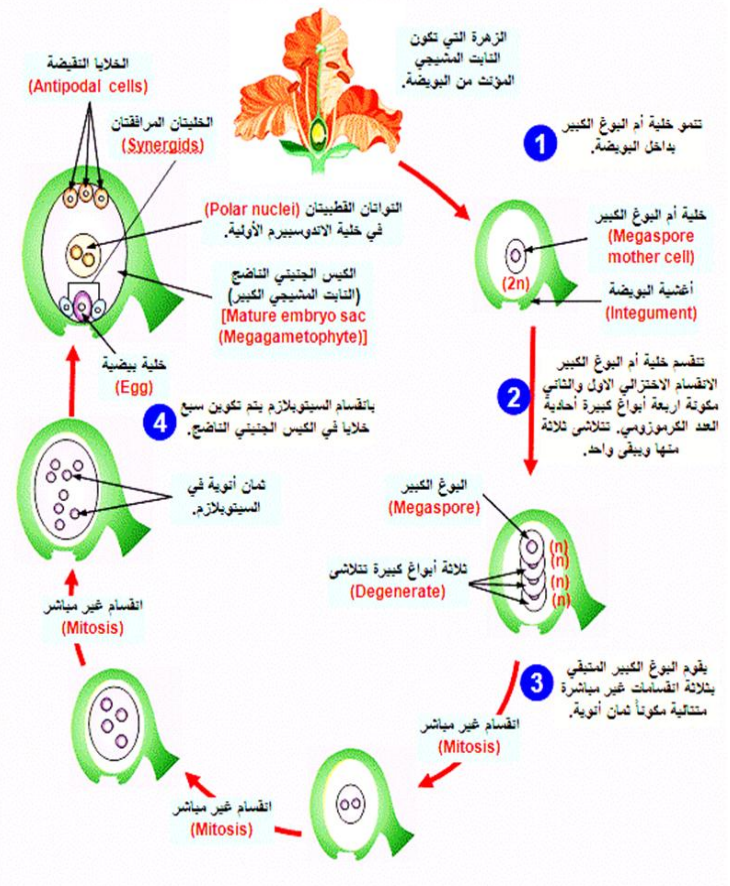 الزهرة التي تكون
النابت المشيجي
المؤنث من البويضة.
1
تنمو خلية أم البوغ الكبير
بداخل البويضة.
خلية أم البوغ الكبير
(Megaspore
mother cell)
(2n)
أغشية البويضة
(Integument)
2
تنقسم خلية أم البوغ الكبير
الانقسام الاختزالي الاول والثاني
مكونة اربعة أبواغ كبيرة أحادية
العدد الكرموزومي. تتلاشى ثلاثة
منها ويبقى واحد.
البوغ الكبير
(Megaspore)
(n)
(n)
(n)
(n)
ثلاثة أبواغ كبيرة تتلاشى
(Degenerate)
3
يقوم البوغ الكبير المتبقي
بثلاثة انقسامات غير مباشرة
متتالية مكوناً ثمان أنوية.
انقسام غير مباشر
(Mitosis)
انقسام غير مباشر
(Mitosis)
انقسام غير مباشر
(Mitosis)
ثمان أنوية في
السيتوبلازم.
4
بانقسام السيتوبلازم يتم تكوين سبع
خلايا في الكيس الجنيني الناضج.
الخلايا النقيضة
(Antipodal cells)
الخليتان المرافقتان
(Synergids)
النواتان القطبيتان (Polar nuclei)
في خلية الاندوسبيرم الأولية.
الكيس الجنيني الناضج
(النابت المشيجي الكبير)
[Mature embryo sac
(Megagametophyte)]
خلية بيضية
(Egg)